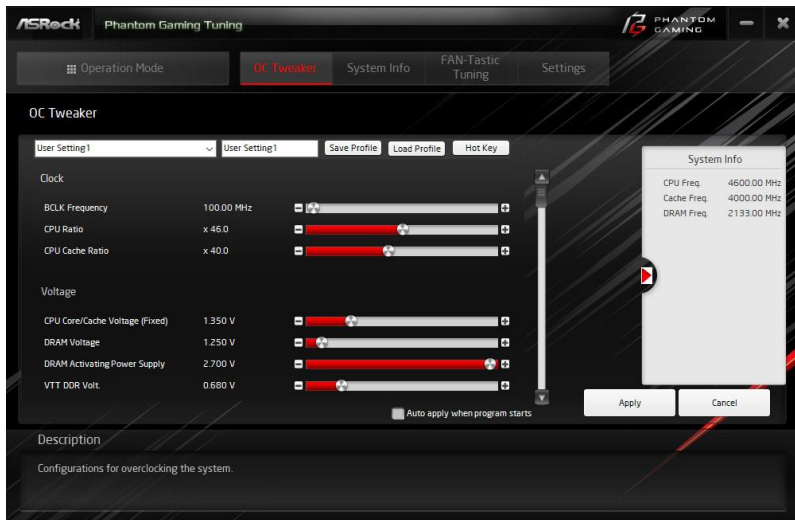 ASRock Phantom Gaming Tuning PHANTOM GAMING
Operation Mode OC Tweaker System Info FAN-Tastic Tuning Settings
OC Tweaker
User Setting1 User Setting1 Save Profile Load Profile Hot Key
Clock
BCLK Frequency 100.00 MHz
CPU Ratio x 46.0
CPU Cache Ratio x 40.0
Voltage
CPU Core/Cache Voltage (Fixed) 1.350 V
DRAM Voltage 1.250 V
DRAM Activating Power Supply 2.700 V
VTT DDR Volt. 0.680 V
Auto apply when program starts
System Info
CPU Freq. 4600.00 MHz
Cache Freq. 4000.00 MHz
DRAM Freq. 2133.00 MHz
Apply Cancel
Description
Configurations for overclocking the system.